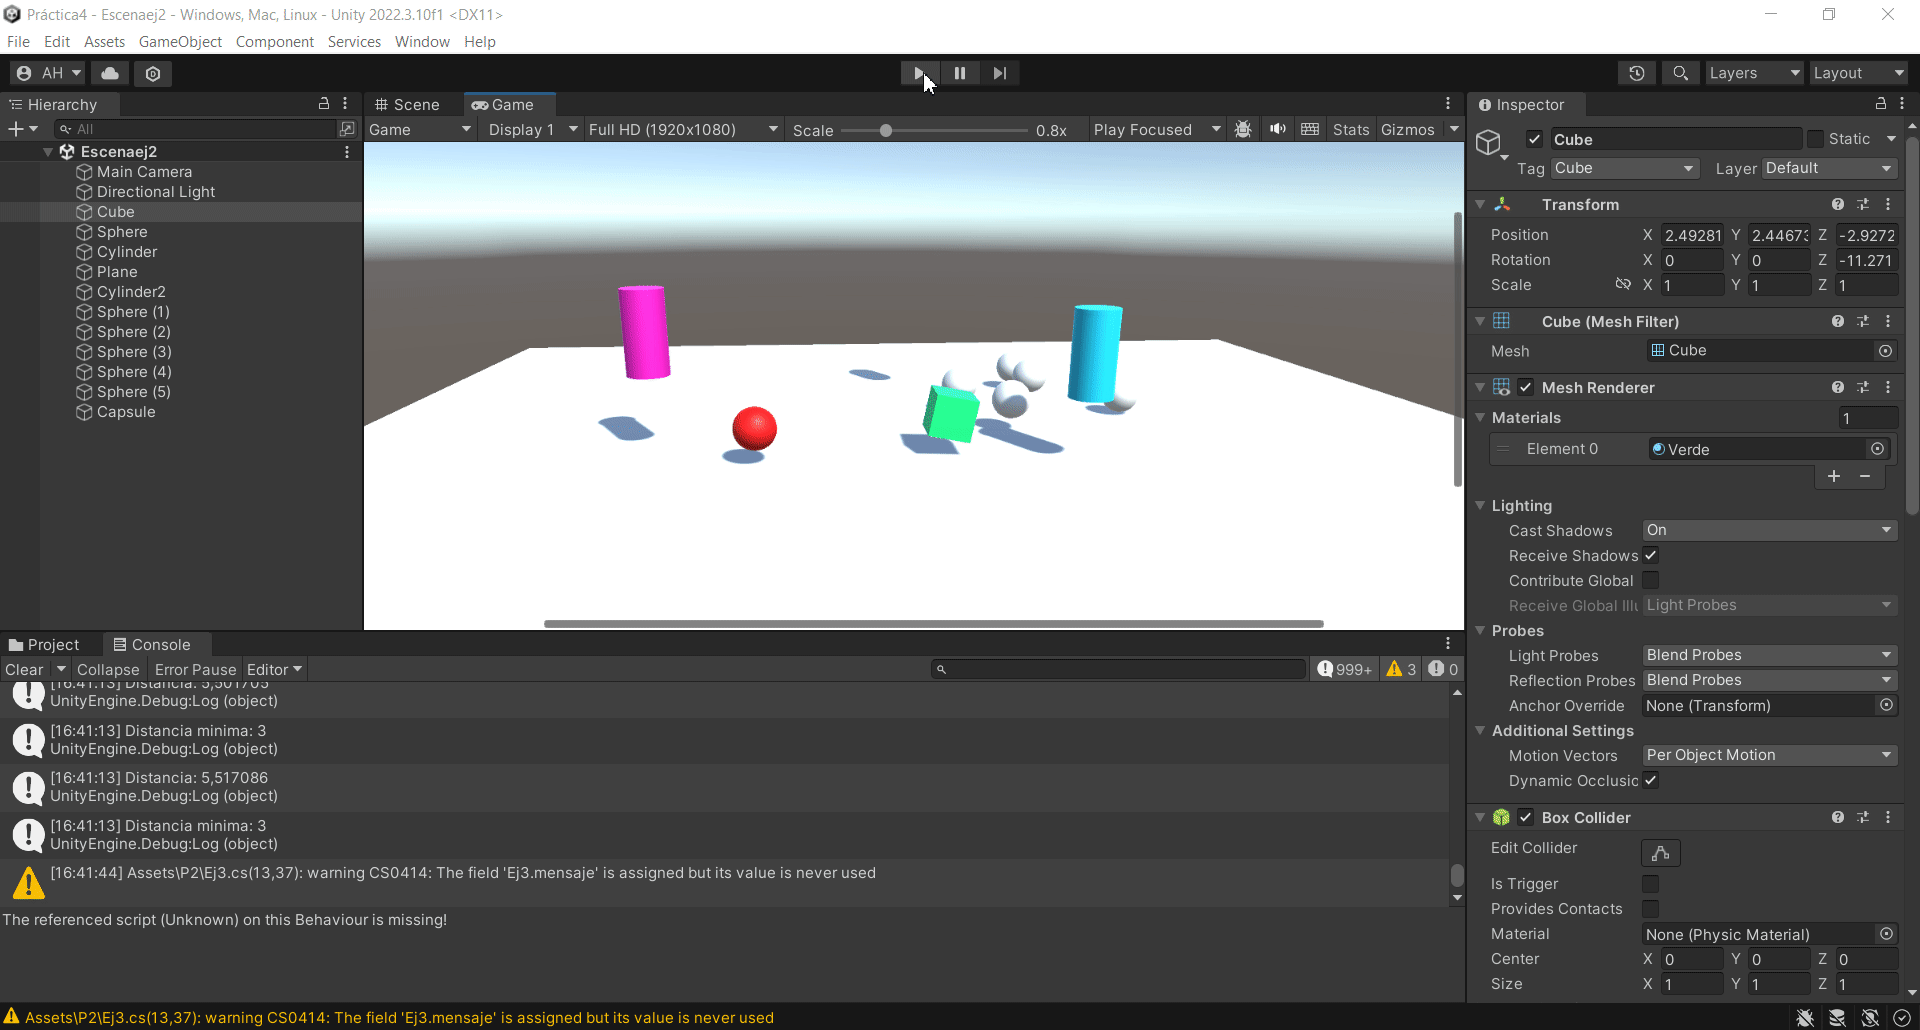 Práctica4 - Escenaej2 - Windows, Mac, Linux - Unity 2022.3.10f1 <DX11>
File Edit Assets GameObject Component Services Window Help
AH Layers Layout
Hierarchy
All
Escenaej2
Main Camera
Directional Light
Cube
Sphere
Cylinder
Plane
Cylinder2
Sphere (1)
Sphere (2)
Sphere (3)
Sphere (4)
Sphere (5)
Capsule
Scene Game
Game Display 1 Full HD (1920x1080) Scale 0.8x Play Focused Stats Gizmos
Inspector
Cube Static
Tag Cube Layer Default
Transform
Position X 2.49281 Y 2.44673 Z -2.9272
Rotation X 0 Y 0 Z -11.271
Scale X 1 Y 1 Z 1
Cube (Mesh Filter)
Mesh Cube
Mesh Renderer
Materials 1
Element 0 Verde
Lighting
Cast Shadows On
Receive Shadows
Contribute Global
Receive Global Illu Light Probes
Probes
Light Probes Blend Probes
Reflection Probes Blend Probes
Anchor Override None (Transform)
Additional Settings
Motion Vectors Per Object Motion
Dynamic Occlusic
Box Collider
Edit Collider
Is Trigger
Provides Contacts
Material None (Physic Material)
Center X 0 Y 0 Z 0
Size X 1 Y 1 Z 1
Project Console
Clear Collapse Error Pause Editor 999+ 3 0
[16:41:13] Distancia: 5,501705
UnityEngine.Debug:Log (object)
[16:41:13] Distancia minima: 3
UnityEngine.Debug:Log (object)
[16:41:13] Distancia: 5,517086
UnityEngine.Debug:Log (object)
[16:41:13] Distancia minima: 3
UnityEngine.Debug:Log (object)
[16:41:44] Assets\P2\Ej3.cs(13,37): warning CS0414: The field 'Ej3.mensaje' is assigned but its value is never used
The referenced script (Unknown) on this Behaviour is missing!
Assets\P2\Ej3.cs(13,37): warning CS0414: The field 'Ej3.mensaje' is assigned but its value is never used